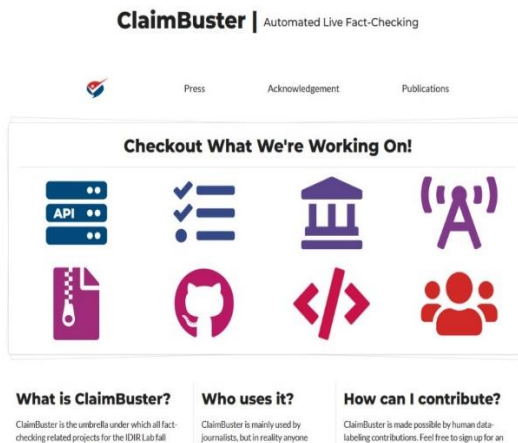 ClaimBuster | Automated Live Fact-Checking
Press Acknowledgement Publications
Checkout What We're Working On!
API
What is ClaimBuster?
ClaimBuster is the umbrella under which all fact-
checking related projects for the IDIR Lab fall
Who uses it?
ClaimBuster is mainly used by
journalists, but in reality anyone
How can I contribute?
ClaimBuster is made possible by human data-
labeling contributions. Feel free to sign up for an